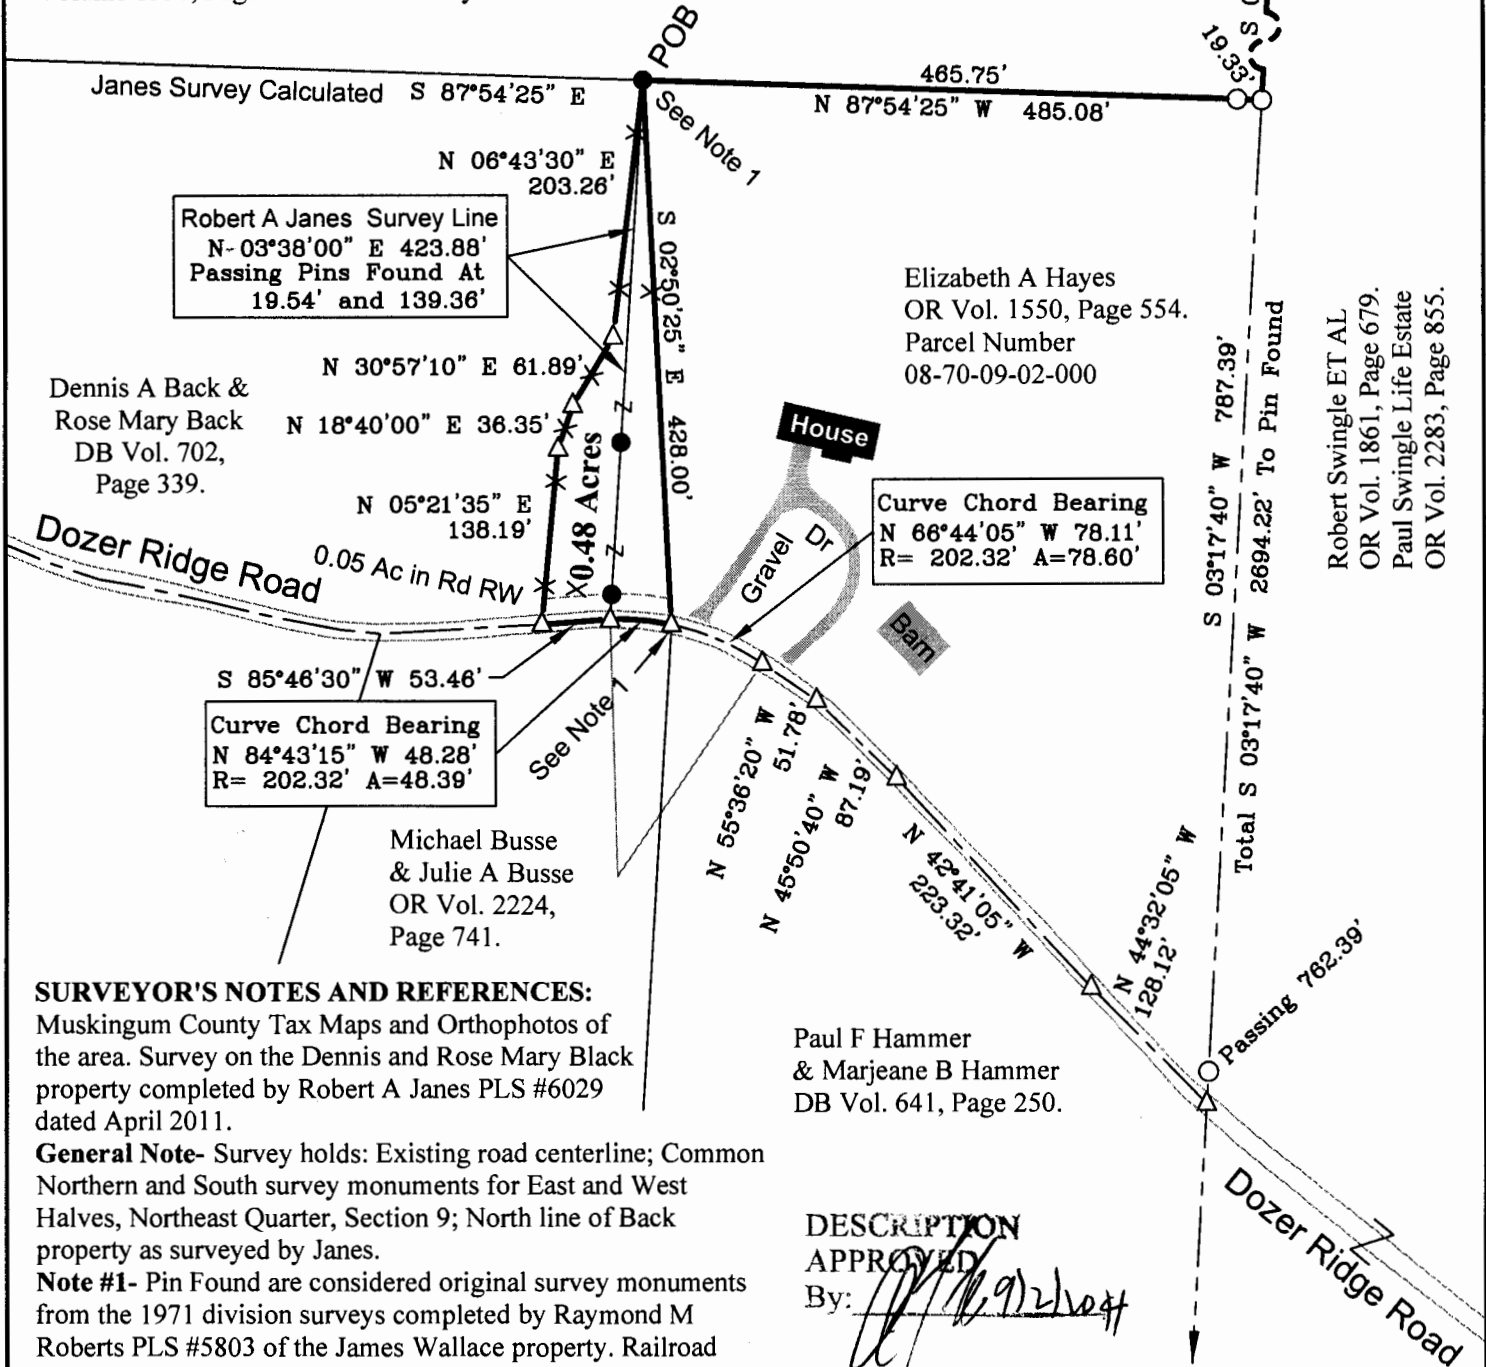 POB
19.33'
S
465.75'
Janes Survey Calculated S 87°54'25" E
N 87°54'25" W 485.08'
See Note 1
N 06°43'30" E
203.26'
Robert A Janes Survey Line
N- 03°38'00" E 423.88'
Passing Pins Found At
19.54' and 139.36'
S 02°50'25" E 428.00'
Elizabeth A Hayes
OR Vol. 1550, Page 554.
Parcel Number
08-70-09-02-000
S 03°17'40" W 787.39'
Total S 03°17'40" W 2694.22' To Pin Found
Robert Swingle ET AL
OR Vol. 1861, Page 679.
Paul Swingle Life Estate
OR Vol. 2283, Page 855.
N 30°57'10" E 61.89'
Dennis A Back &
Rose Mary Back
DB Vol. 702,
Page 339.
N 18°40'00" E 36.35'
House
0.48 Acres
N 05°21'35" E
138.19'
Curve Chord Bearing
N 66°44'05" W 78.11'
R= 202.32' A=78.60'
Dozer Ridge Road
0.05 Ac in Rd RW
Gravel Dr
Barn
S 85°46'30" W 53.46'
Curve Chord Bearing
N 84°43'15" W 48.28'
R= 202.32' A=48.39'
See Note 1
N 55°36'20" W
51.78'
N 45°50'40" W
87.19'
N 42°41'05" W
223.32'
N 44°32'05" W
128.12'
Passing 762.39'
Michael Busse
& Julie A Busse
OR Vol. 2224,
Page 741.
Paul F Hammer
& Marjeane B Hammer
DB Vol. 641, Page 250.
Dozer Ridge Road
SURVEYOR'S NOTES AND REFERENCES:
Muskingum County Tax Maps and Orthophotos of
the area. Survey on the Dennis and Rose Mary Black
property completed by Robert A Janes PLS #6029
dated April 2011.
General Note- Survey holds: Existing road centerline; Common
Northern and South survey monuments for East and West
Halves, Northeast Quarter, Section 9; North line of Back
property as surveyed by Janes.
Note #1- Pin Found are considered original survey monuments
from the 1971 division surveys completed by Raymond M
Roberts PLS #5803 of the James Wallace property. Railroad
DESCRIPTION
APPROVED
By: